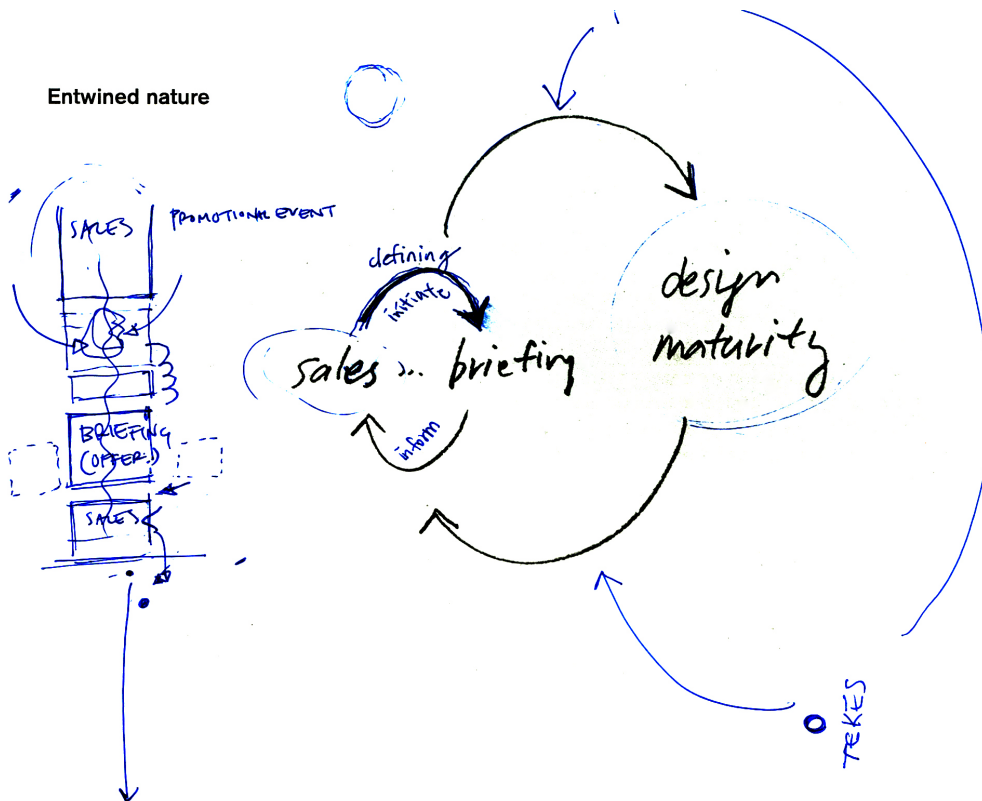 Entwined nature
SALES
PROMOTIONAL EVENT
BRIEFING
(OFFER)
SALES
defining
initiate
sales ... briefing
inform
design
maturity
TEKES